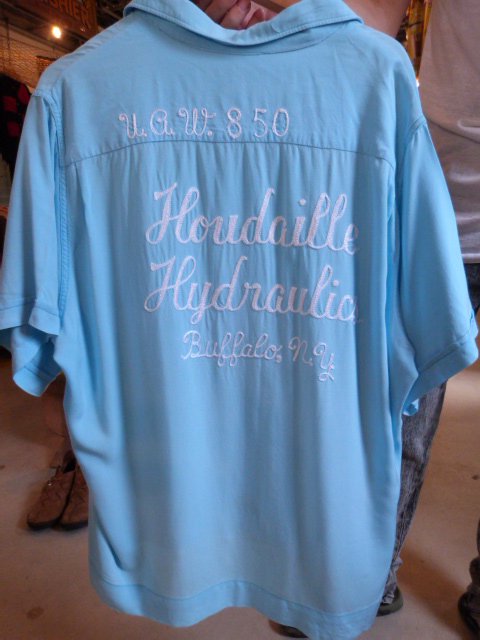 U.A.W. 850
Houdaille
Hydraulic
Buffalo, N.Y.